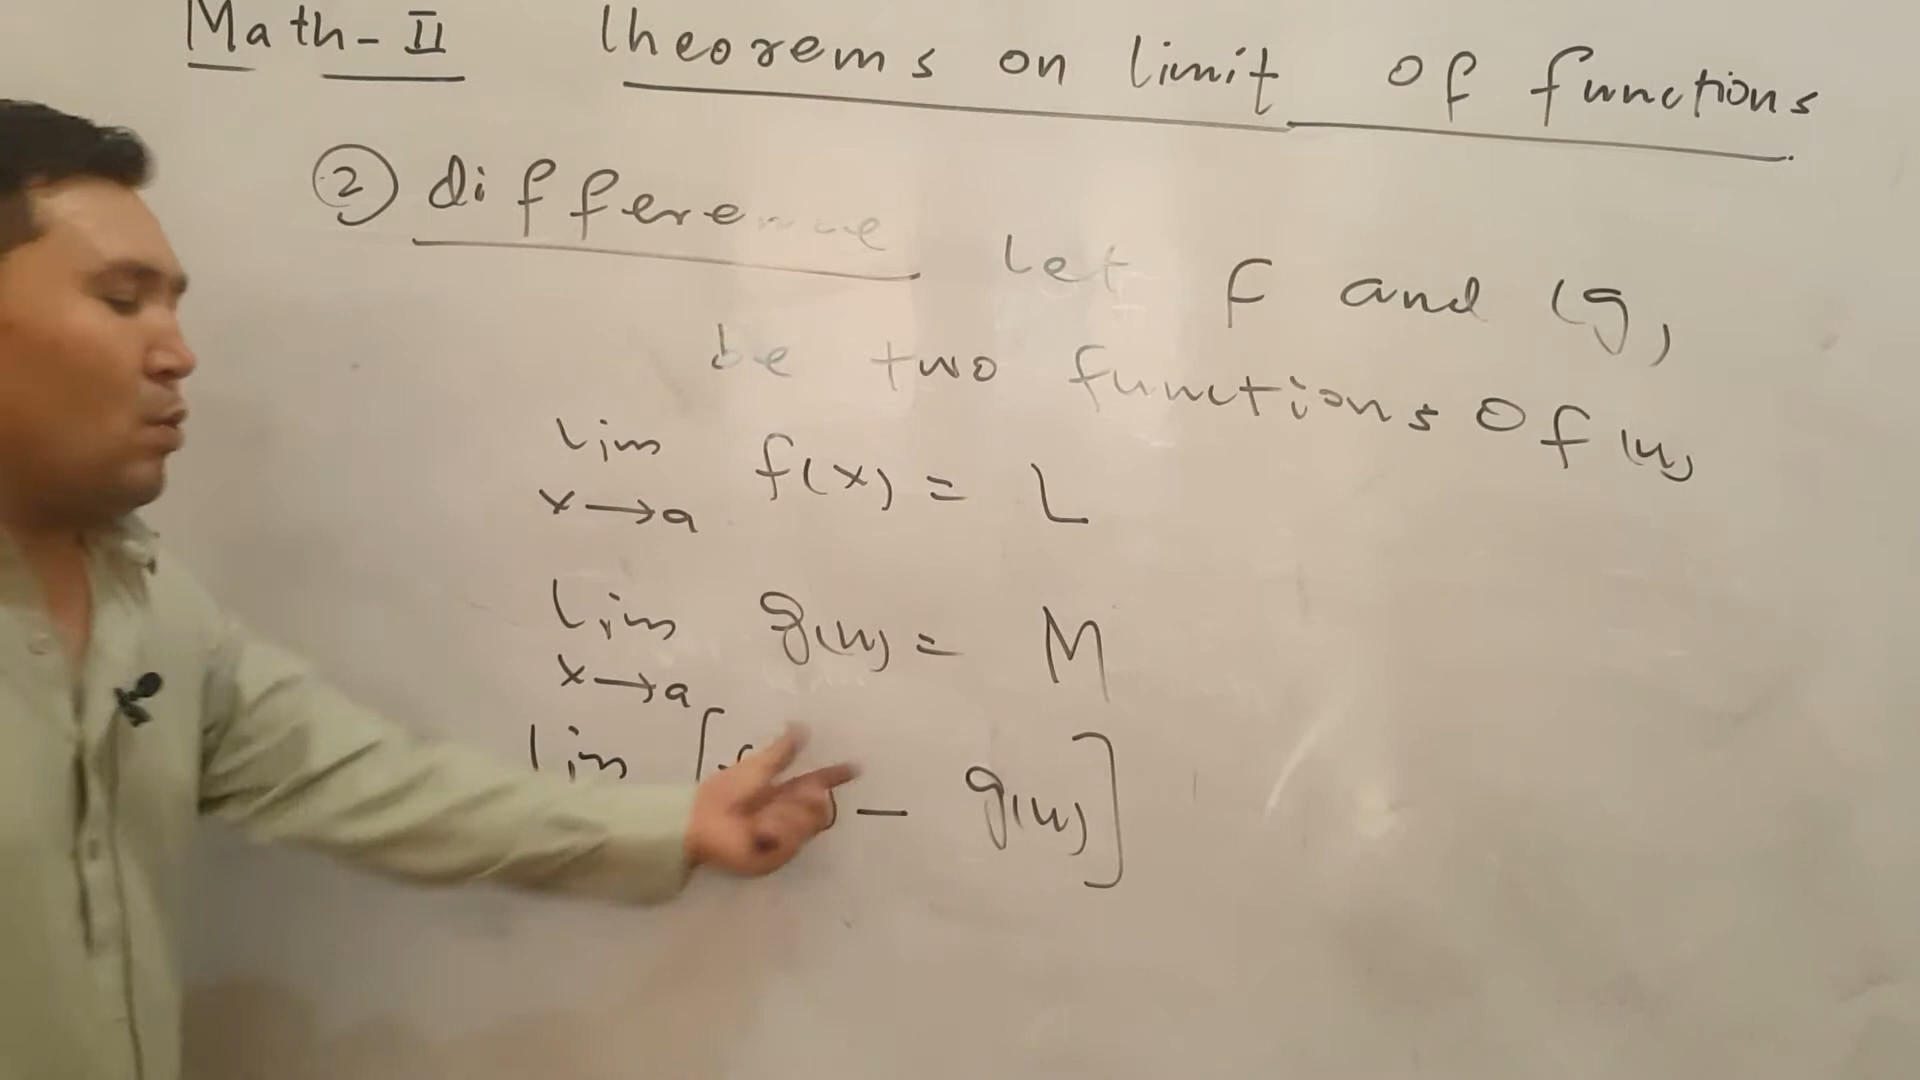 Math-II Theorems on limit of functions
② difference Let f and (g)
be two functions of (x)
lim f(x) = L
x→a
lim g(x) = M
x→a
lim [ - g(x)]